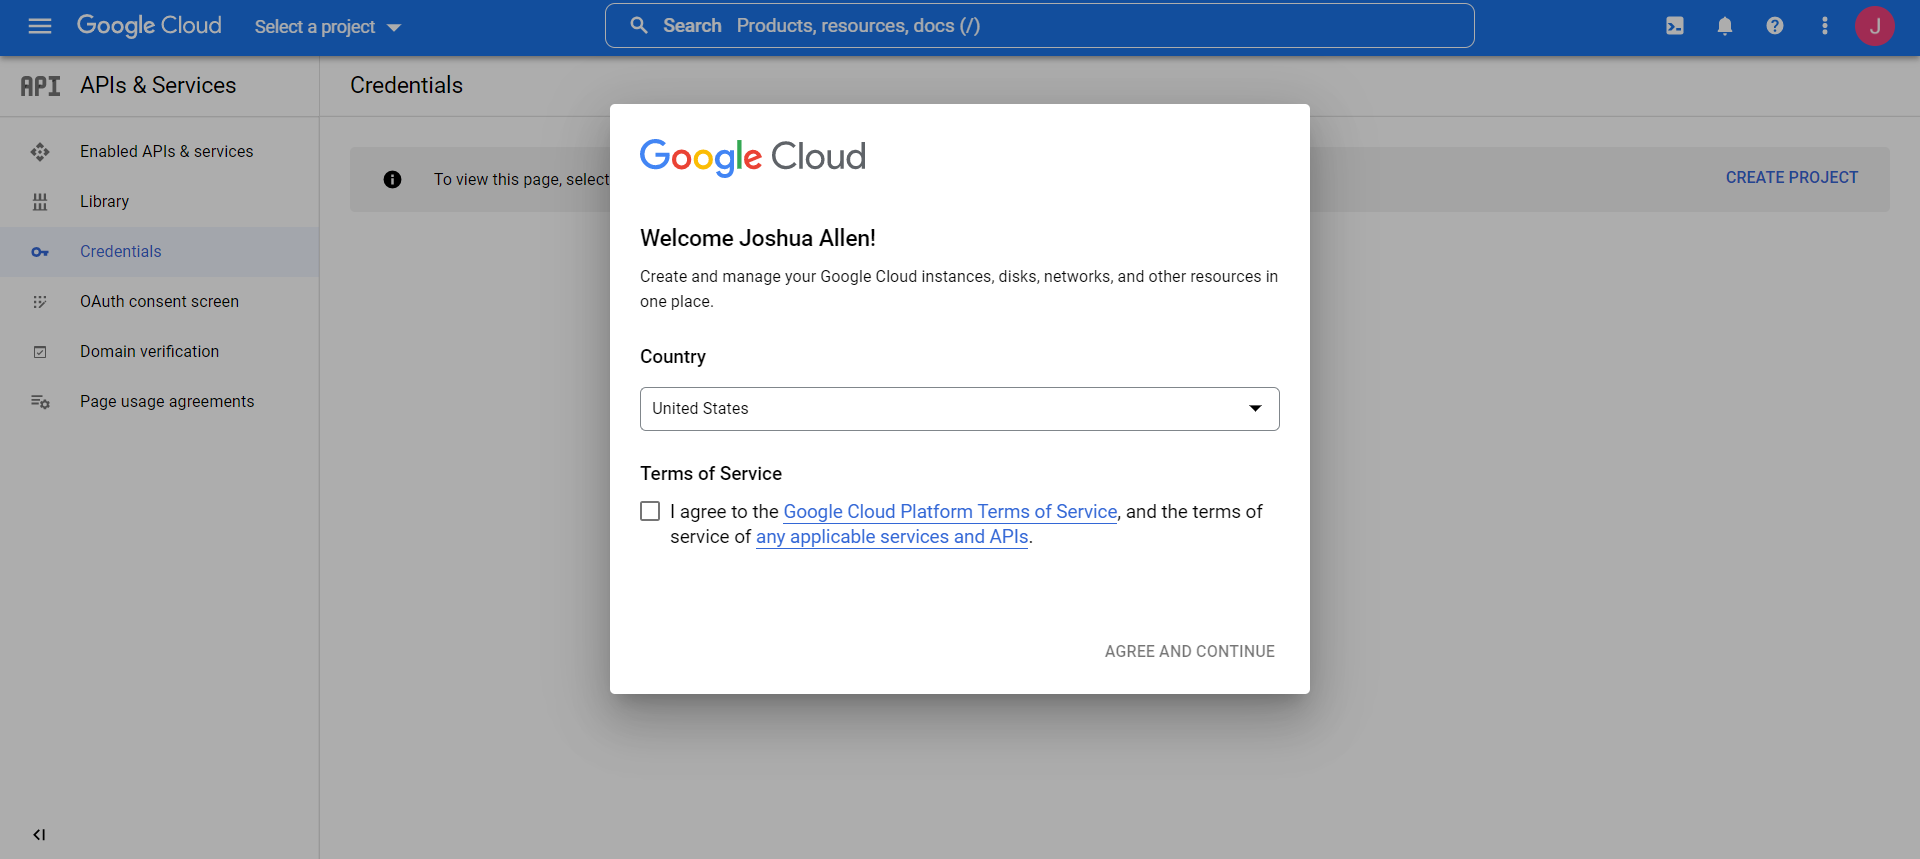 Google Cloud
Select a project
Search Products, resources, docs (/)
J
API APIs & Services
Credentials
Enabled APIs & services
Library
Credentials
OAuth consent screen
Domain verification
Page usage agreements
To view this page, select
CREATE PROJECT
Google Cloud
Welcome Joshua Allen!
Create and manage your Google Cloud instances, disks, networks, and other resources in
one place.
Country
United States
Terms of Service
I agree to the Google Cloud Platform Terms of Service, and the terms of
service of any applicable services and APIs.
AGREE AND CONTINUE